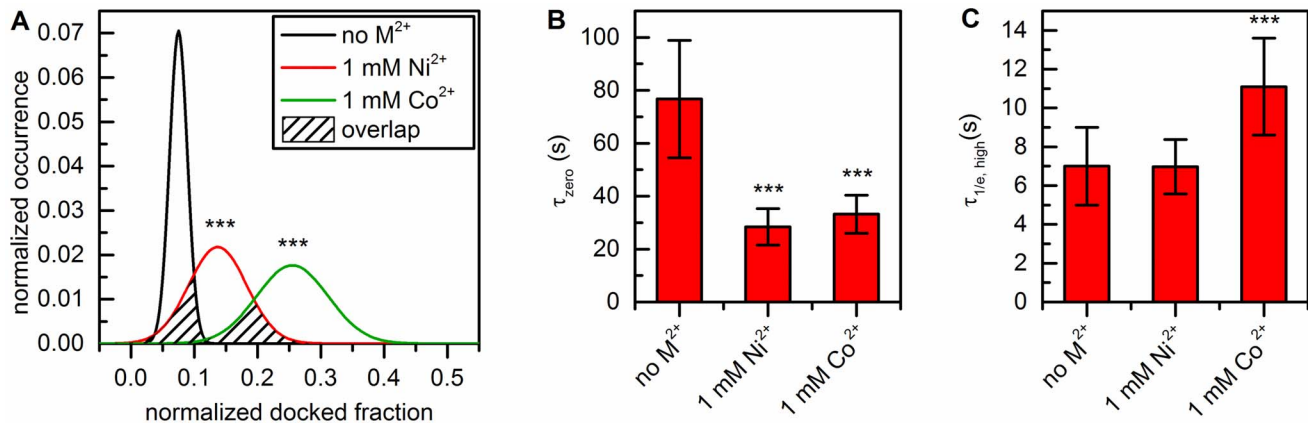 A
normalized occurrence
0.07
0.06
0.05
0.04
0.03
0.02
0.01
0.00
no M²⁺
1 mM Ni²⁺
1 mM Co²⁺
overlap
***
***
0.0 0.1 0.2 0.3 0.4 0.5
normalized docked fraction
B
τzero (s)
100
80
60
40
20
0
***
***
no M²⁺
1 mM Ni²⁺
1 mM Co²⁺
C
τ1/e, high(s)
14
12
10
8
6
4
2
0
***
no M²⁺
1 mM Ni²⁺
1 mM Co²⁺